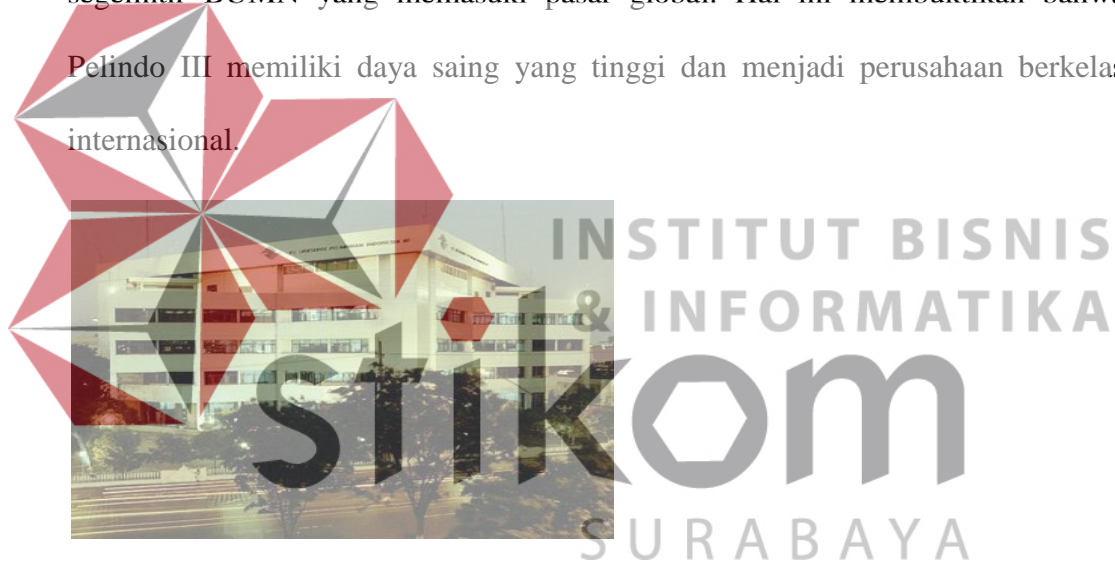 segelintir BUMN yang memasuki pasar global. Hal ini membuktikan bahwa
Pelindo III memiliki daya saing yang tinggi dan menjadi perusahaan berkelas
internasional.
INSTITUT BISNIS
& INFORMATIKA
stikom
SURABAYA